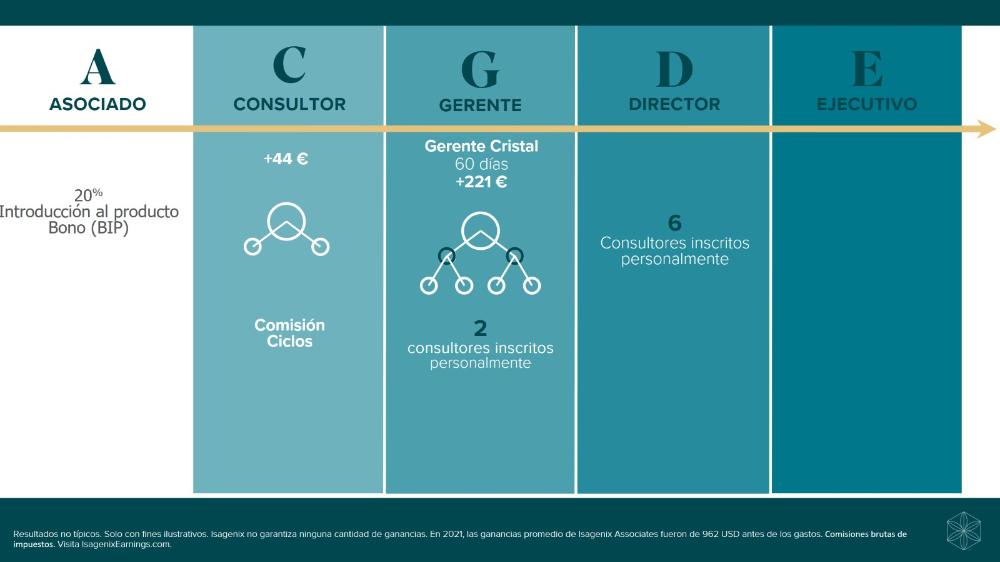 A
ASOCIADO
20%
Introducción al producto
Bono (BIP)
C
CONSULTOR
+44 €
Comisión
Ciclos
G
GERENTE
Gerente Cristal
60 días
+221 €
2
consultores inscritos
personalmente
D
DIRECTOR
6
Consultores inscritos
personalmente
E
EJECUTIVO
Resultados no típicos. Solo con fines ilustrativos. Isagenix no garantiza ninguna cantidad de ganancias. En 2021, las ganancias promedio de Isagenix Associates fueron de 962 USD antes de los gastos. Comisiones brutas de
impuestos. Visita IsagenixEarnings.com.